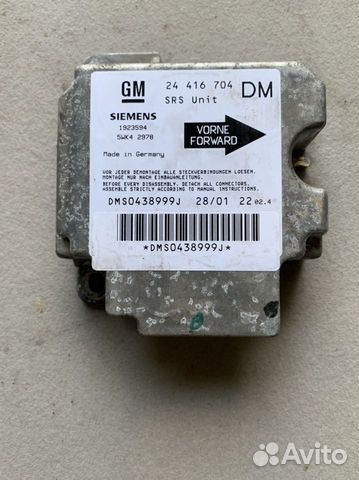 GM 24 416 704 DM
SRS Unit
SIEMENS
1923594
5WK4 2978
VORNE
FORWARD
Made in Germany
VOR JEDER DEMONTAGE ALLE STECKVERBINDUNGEN LOESEN.
MONTAGE NUR NACH EINBAUANLEITUNG.
BEFORE EVERY DISASSEMBLY. DETACH ALL CONNECTORS.
ASSEMBLE STRICTLY ACCORDING TO MANUAL INSTRUCTIONS.
DMS0438999J 28/01 22 02.4
*DMS0438999J*
Avito